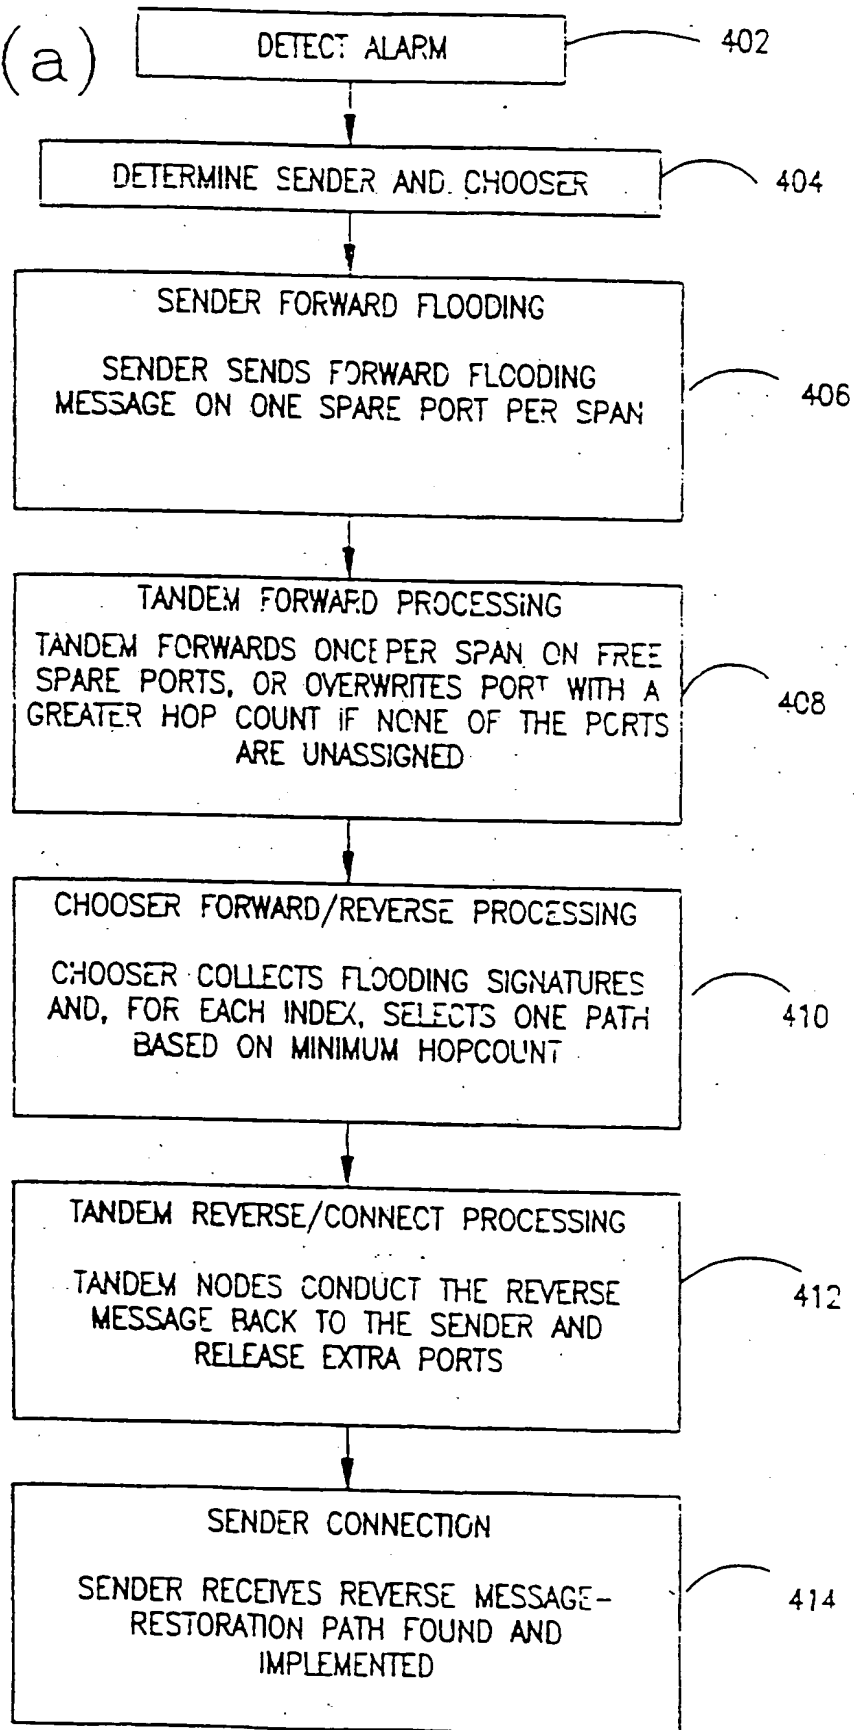 (a)
DETECT ALARM
402
DETERMINE SENDER AND CHOOSER
404
SENDER FORWARD FLOODING
SENDER SENDS FORWARD FLOODING
MESSAGE ON ONE SPARE PORT PER SPAN
406
TANDEM FORWARD PROCESSING
TANDEM FORWARDS ONCE PER SPAN ON FREE
SPARE PORTS, OR OVERWRITES PORT WITH A
GREATER HOP COUNT IF NONE OF THE PORTS
ARE UNASSIGNED
408
CHOOSER FORWARD/REVERSE PROCESSING
CHOOSER COLLECTS FLOODING SIGNATURES
AND, FOR EACH INDEX, SELECTS ONE PATH
BASED ON MINIMUM HOPCOUNT
410
TANDEM REVERSE/CONNECT PROCESSING
TANDEM NODES CONDUCT THE REVERSE
MESSAGE BACK TO THE SENDER AND
RELEASE EXTRA PORTS
412
SENDER CONNECTION
SENDER RECEIVES REVERSE MESSAGE-
RESTORATION PATH FOUND AND
IMPLEMENTED
414